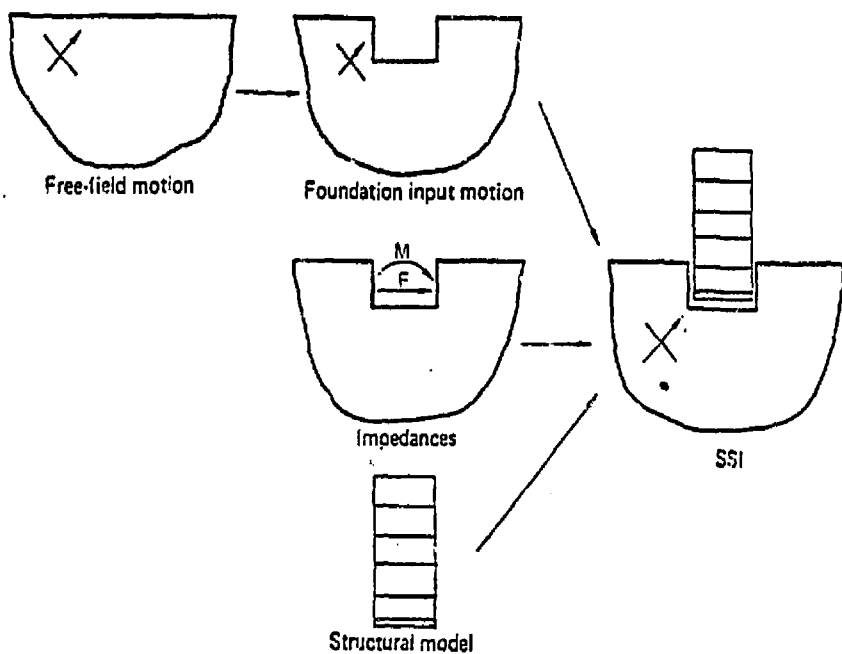 Free-field motion
Foundation input motion
M
F
Impedances
SSI
Structural model